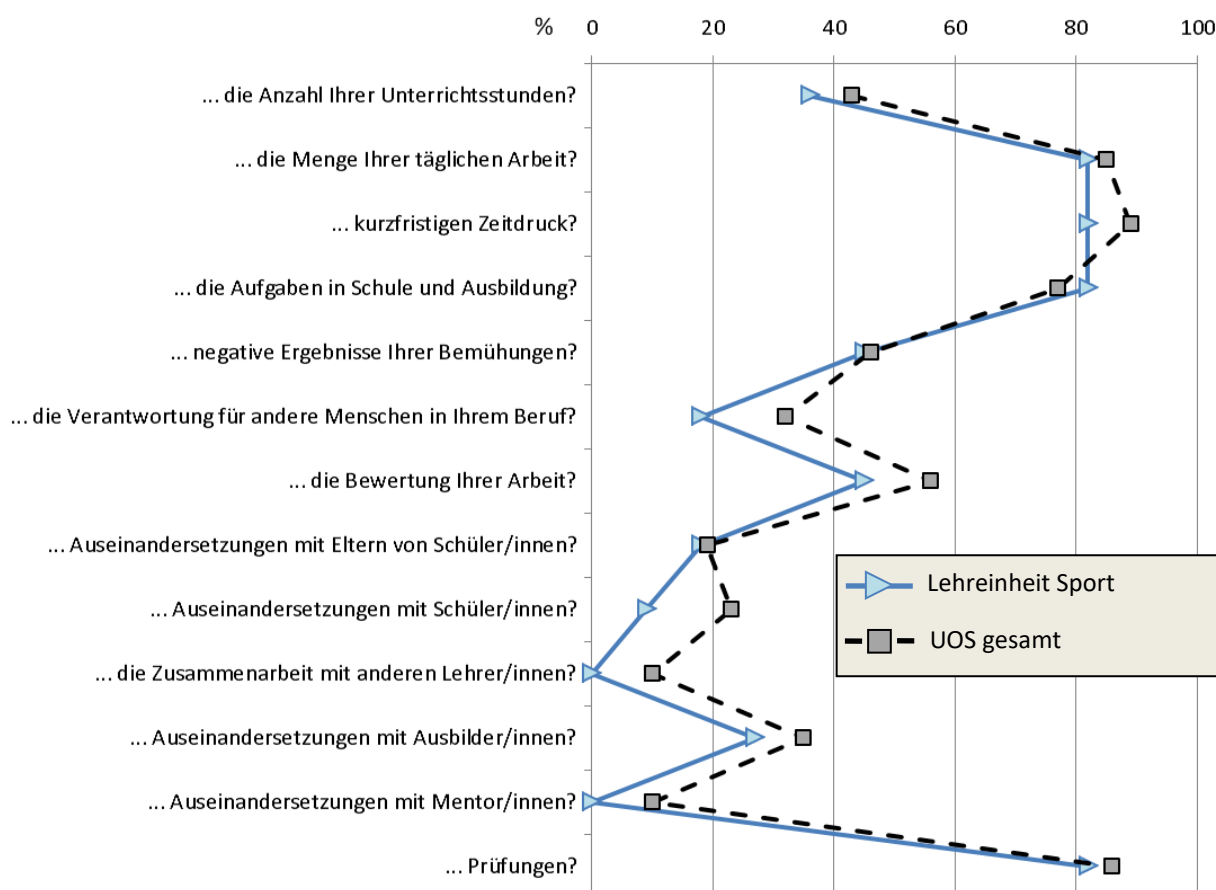 % 0 20 40 60 80 100
... die Anzahl Ihrer Unterrichtsstunden?
... die Menge Ihrer täglichen Arbeit?
... kurzfristigen Zeitdruck?
... die Aufgaben in Schule und Ausbildung?
... negative Ergebnisse Ihrer Bemühungen?
... die Verantwortung für andere Menschen in Ihrem Beruf?
... die Bewertung Ihrer Arbeit?
... Auseinandersetzungen mit Eltern von Schüler/innen?
... Auseinandersetzungen mit Schüler/innen?
... die Zusammenarbeit mit anderen Lehrer/innen?
... Auseinandersetzungen mit Ausbilder/innen?
... Auseinandersetzungen mit Mentor/innen?
... Prüfungen?
Lehreinheit Sport
UOS gesamt